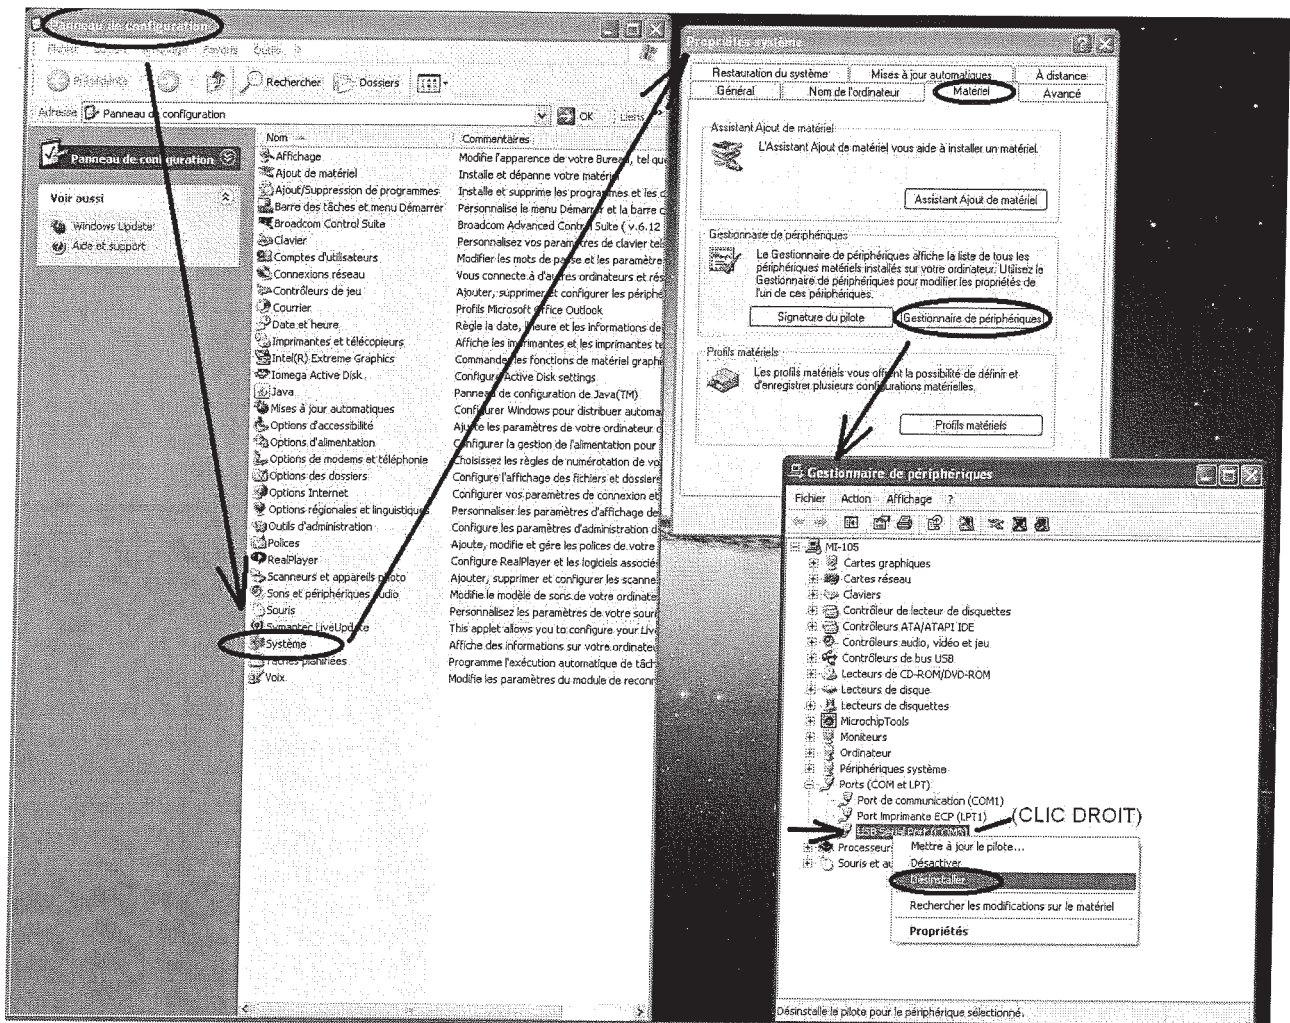 Panneau de configuration
Favoris Outils
Précédente Rechercher Dossiers
Adresse Panneau de configuration OK Liens
Panneau de configuration
Voir aussi
Windows Update
Aide et support
Nom Commentaires
Affichage Modifie l'apparence de votre Bureau, tel que
Ajout de matériel Installe et dépanne votre matériel
Ajout/Suppression de programmes Installe et supprime les programmes et les c
Barre des tâches et menu Démarrer Personnalise le menu Démarrer et la barre c
Broadcom Control Suite Broadcom Advanced Control Suite ( v.6.12
Clavier Personnalisez vos paramètres de clavier tel
Comptes d'utilisateurs Modifier les mots de passe et les paramètre
Connexions réseau Vous connecte à d'autres ordinateurs et rés
Contrôleurs de jeu Ajouter, supprimer et configurer les périphé
Courrier Profils Microsoft Office Outlook
Date et heure Règle la date, l'heure et les informations de
Imprimantes et télécopieurs Affiche les imprimantes et les imprimantes te
Intel(R) Extreme Graphics Commander les fonctions de matériel graphi
Iomega Active Disk Configure Active Disk settings
Java Panneau de configuration de Java(TM)
Mises à jour automatiques Configurer Windows pour distribuer automa
Options d'accessibilité Ajuste les paramètres de votre ordinateur c
Options d'alimentation Configurer la gestion de l'alimentation pour
Options de modems et téléphonie Choisissez les règles de numérotation de vo
Options des dossiers Configure l'affichage des fichiers et dossiers
Options Internet Configurer vos paramètres de connexion et
Options régionales et linguistiques Personnaliser les paramètres d'affichage de
Outils d'administration Configure les paramètres d'administration d
Polices Ajoute, modifie et gère les polices de votre
RealPlayer Configure RealPlayer et les logiciels associé
Scanneurs et appareils photo Ajouter, supprimer et configurer les scanne
Sons et périphériques audio Modifie le modèle de sons de votre ordinate
Souris Personnalisez les paramètres de votre souri
Symantec LiveUpdate This applet allows you to configure your Liv
Système Affiche des informations sur votre ordinate
Tâches planifiées Programme l'exécution automatique de tâch
Voix Modifie les paramètres du module de reconn
Propriétés système
Restauration du système Mises à jour automatiques À distance
Général Nom de l'ordinateur Matériel Avancé
Assistant Ajout de matériel
L'Assistant Ajout de matériel vous aide à installer un matériel.
Assistant Ajout de matériel
Gestionnaire de périphériques
Le Gestionnaire de périphériques affiche la liste de tous les
périphériques matériels installés sur votre ordinateur. Utilisez le
Gestionnaire de périphériques pour modifier les propriétés de
l'un de ces périphériques.
Signature du pilote Gestionnaire de périphériques
Profils matériels
Les profils matériels vous offrent la possibilité de définir et
d'enregistrer plusieurs configurations matérielles.
Profils matériels
Gestionnaire de périphériques
Fichier Action Affichage ?
MI-105
Cartes graphiques
Cartes réseau
Claviers
Contrôleur de lecteur de disquettes
Contrôleurs ATA/ATAPI IDE
Contrôleurs audio, vidéo et jeu
Contrôleurs de bus USB
Lecteurs de CD-ROM/DVD-ROM
Lecteurs de disque
Lecteurs de disquettes
MicrochipTools
Moniteurs
Ordinateur
Périphériques système
Ports (COM et LPT)
Port de communication (COM1)
Port imprimante ECP (LPT1)
(CLIC DROIT)
USB Serial Port
Processeur
Souris et au
Mettre à jour le pilote...
Désactiver
Désinstaller
Rechercher les modifications sur le matériel
Propriétés
Désinstalle le pilote pour le périphérique sélectionné.